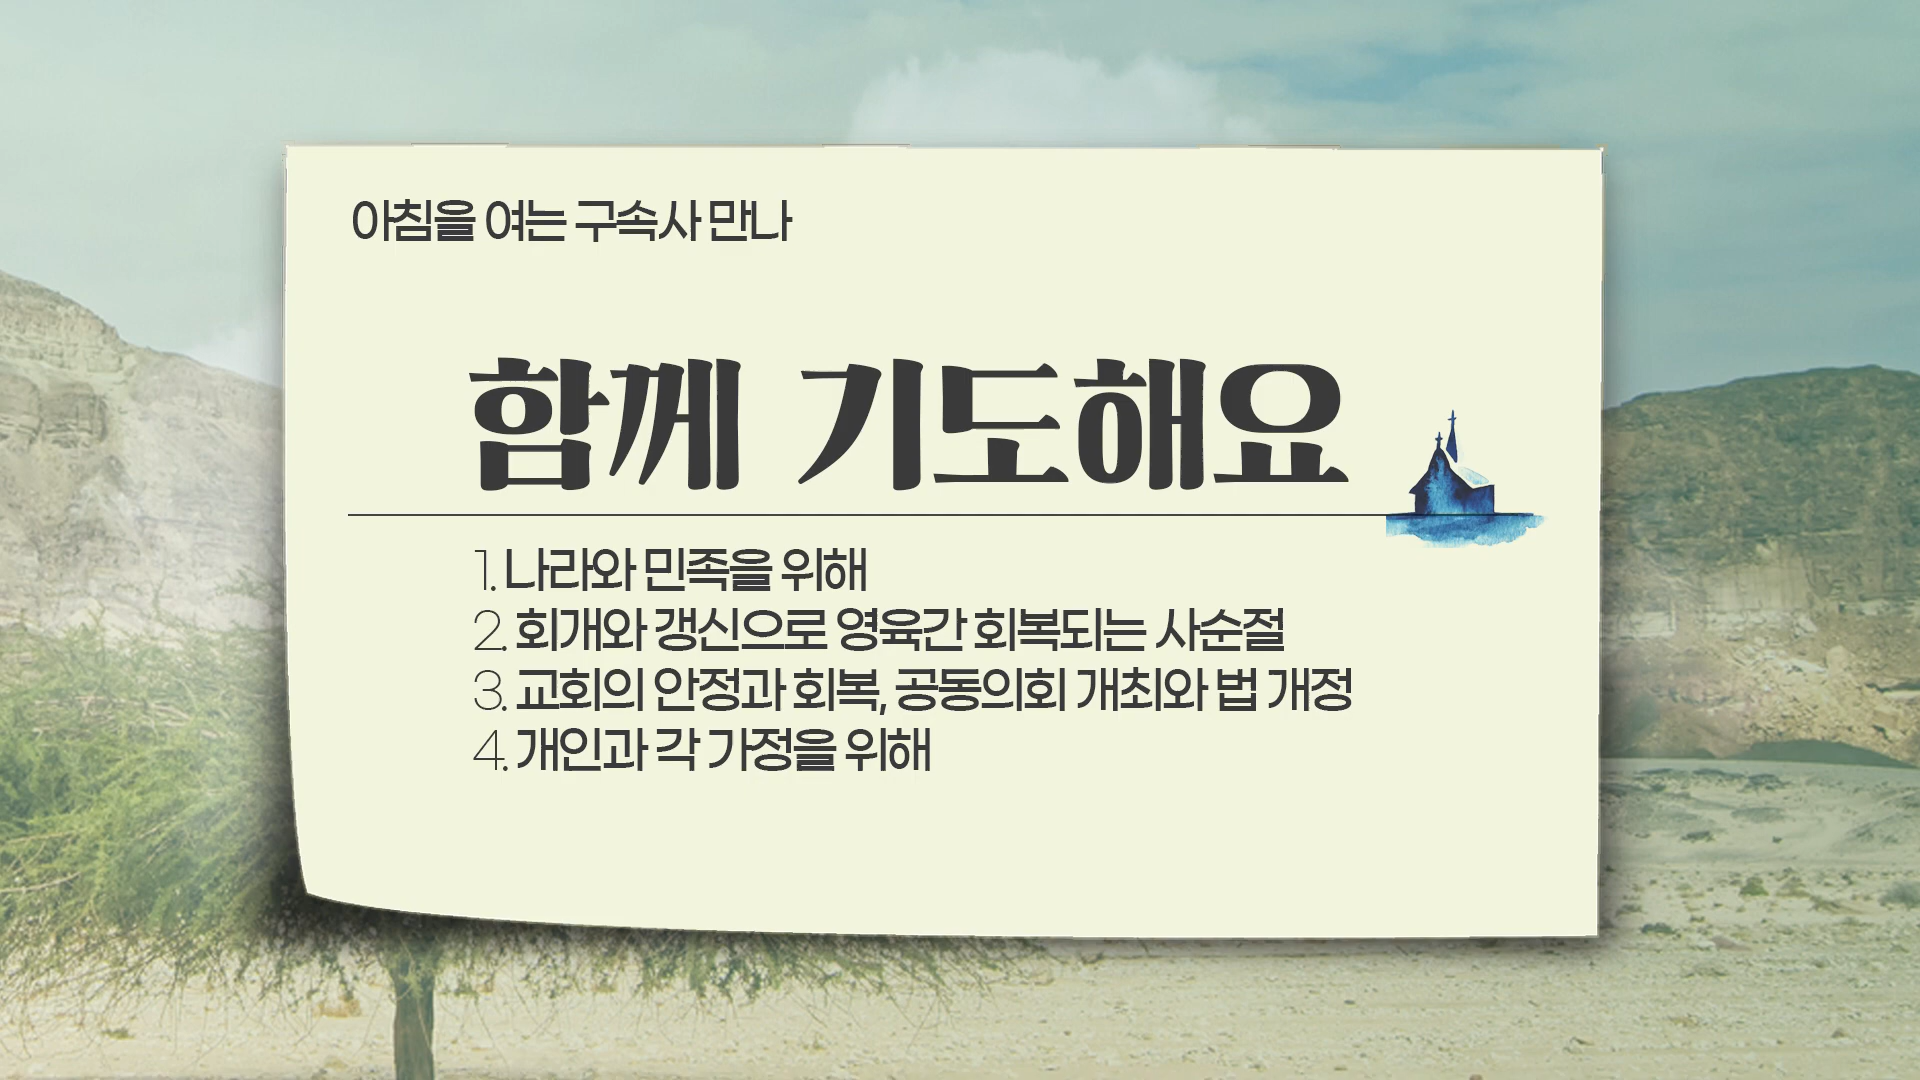 아침을 여는 구속사 만나
함께 기도해요
1. 나라와 민족을 위해
2. 회개와 갱신으로 영육간 회복되는 사순절
3. 교회의 안정과 회복, 공동의회 개최와 법 개정
4. 개인과 각 가정을 위해